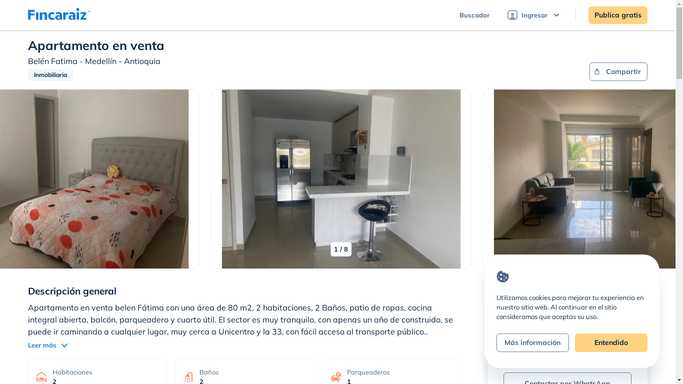 Fincaraiz
Buscador
Ingresar
Publica gratis
Apartamento en venta
Belén Fatima - Medellín - Antioquia
Inmobiliaria
Compartir
1 / 8
Descripción general
Apartamento en venta belen Fátima con una área de 80 m2, 2 habitaciones, 2 Baños, patio de ropas, cocina
integral abierta, balcón, parqueadero y cuarto útil. El sector es muy tranquilo, con apenas un año de construido, se
puede ir caminando a cualquier lugar, muy cerca a Unicentro y la 33, con fácil acceso al transporte público..
Leer más
Habitaciones
2
Baños
2
Parqueaderos
1
Utilizamos cookies para mejorar tu experiencia en
nuestro sitio web. Al continuar en el sitio
consideramos que aceptas su uso.
Más información
Entendido
Contactar por WhatsApp